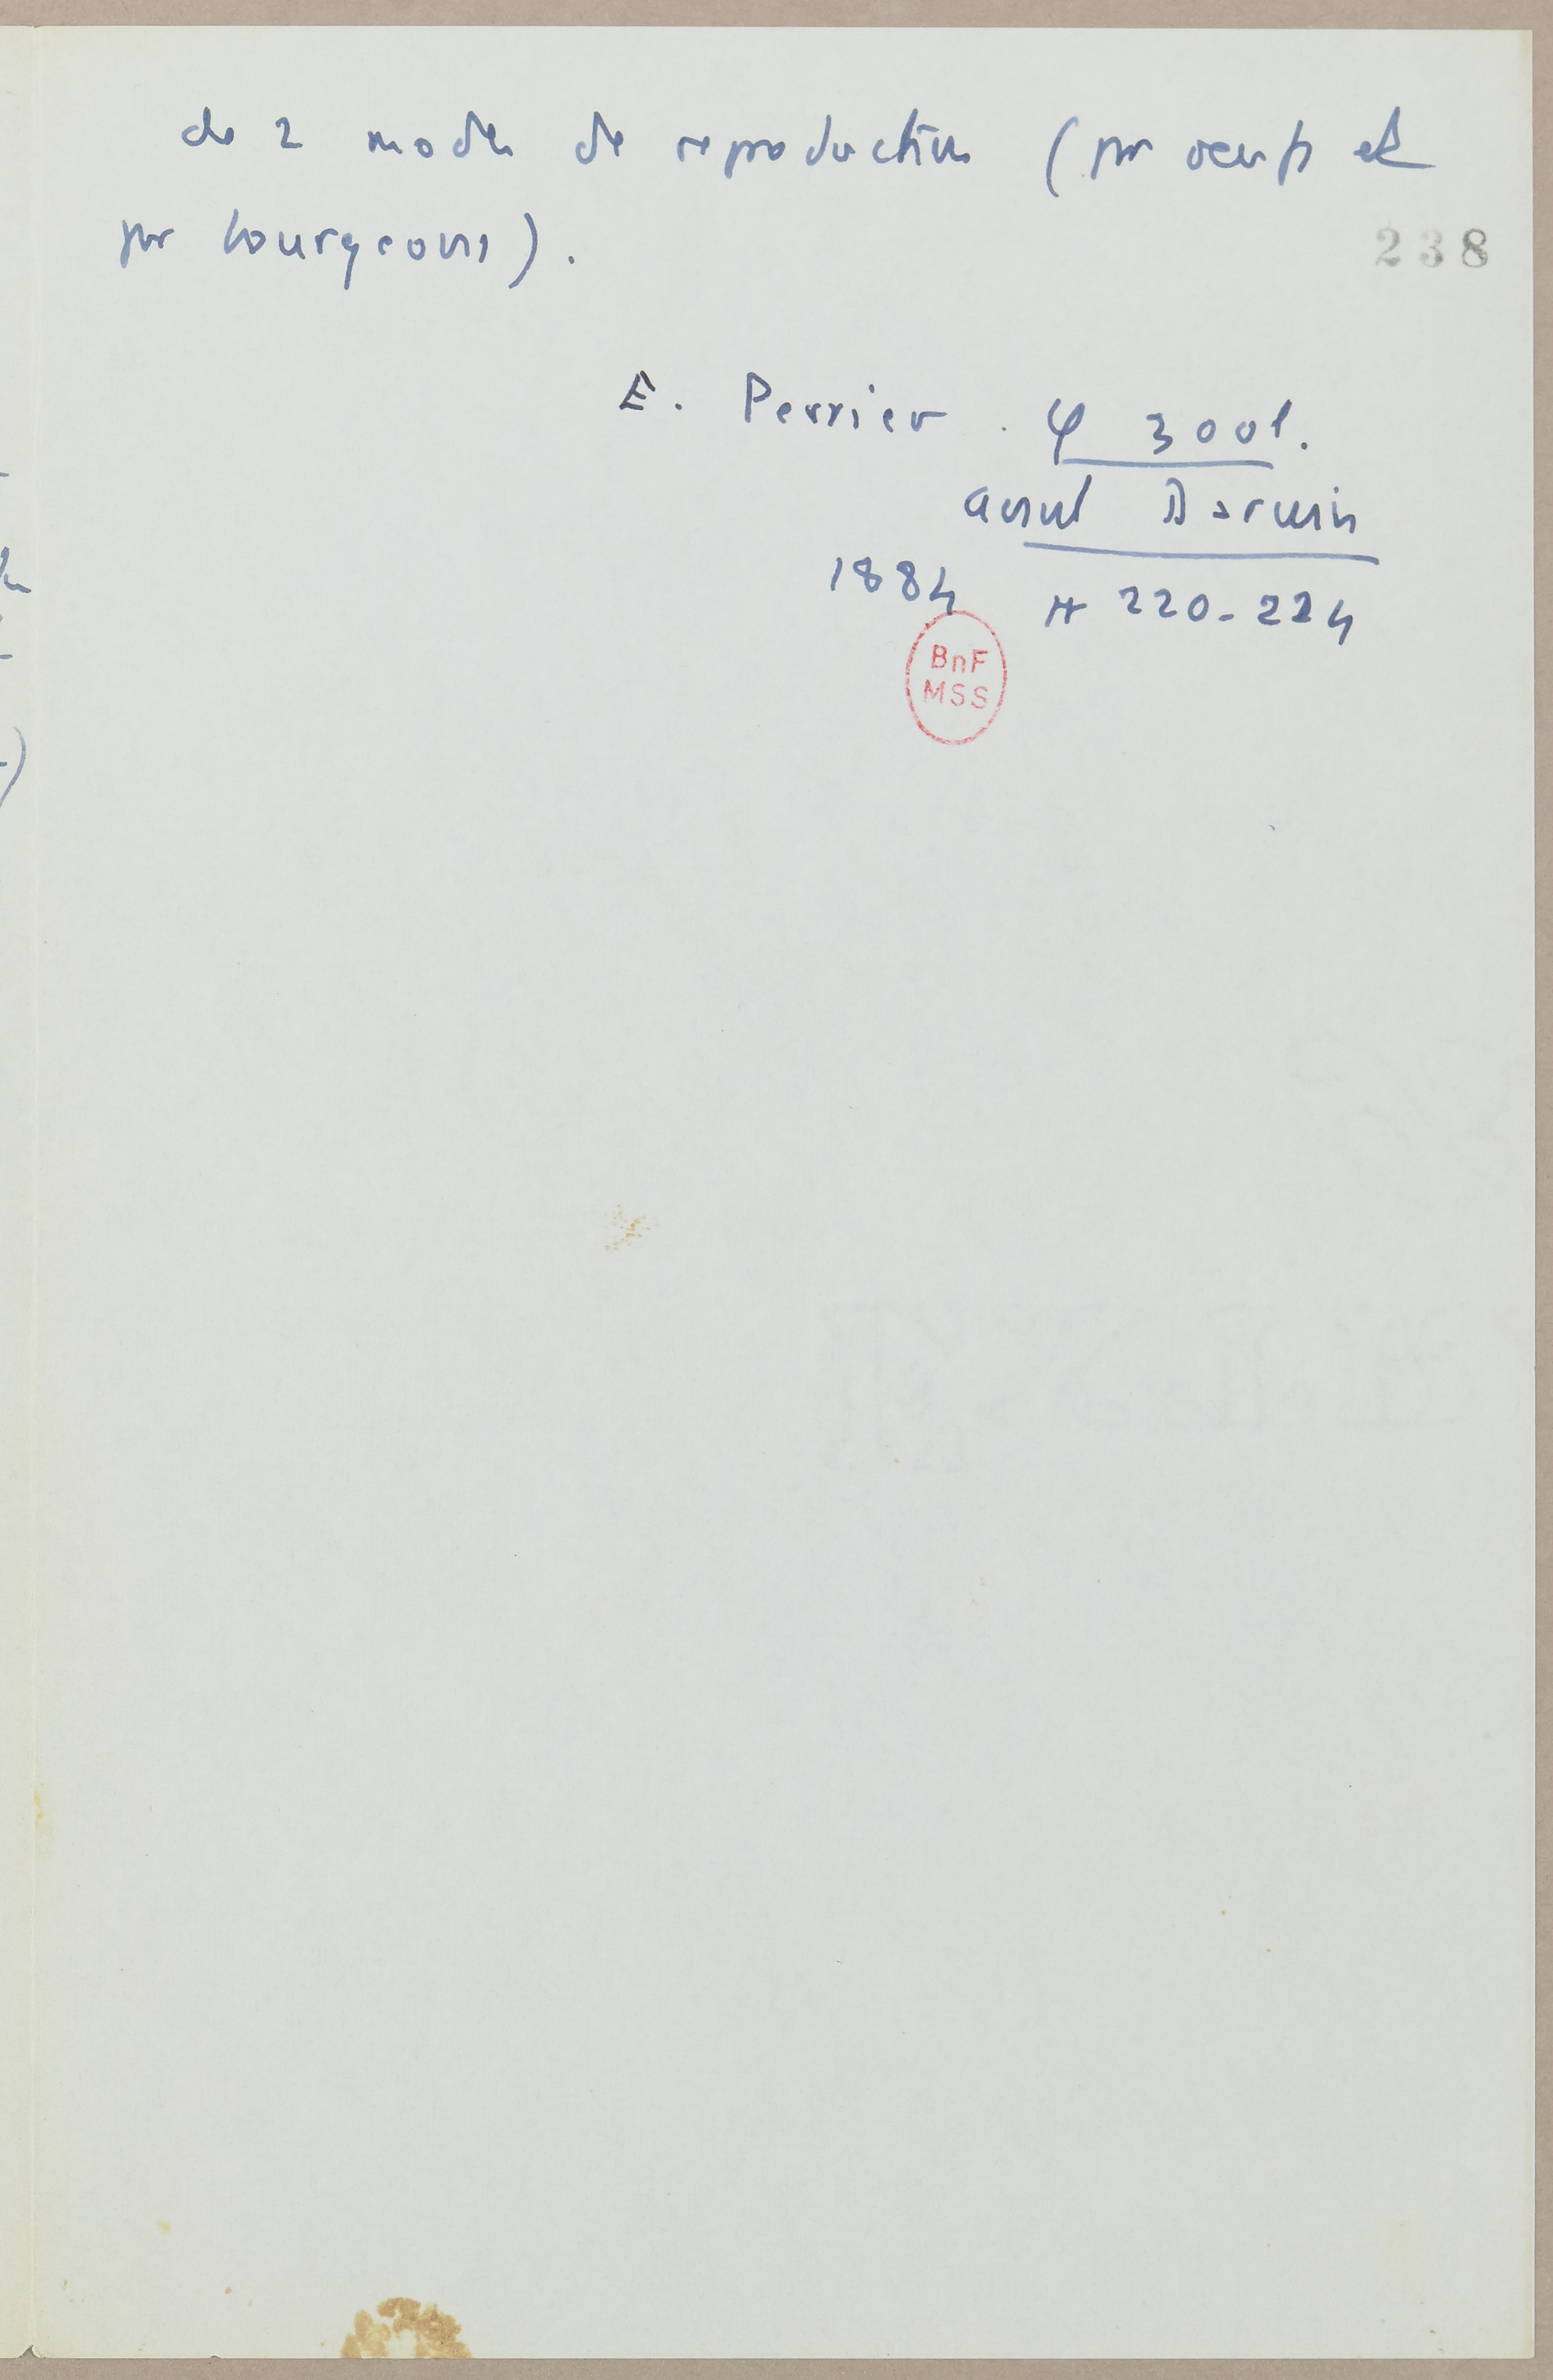 des 2 modes de reproduction (par oeufs et
par bourgeons).
238
E. Perrier. φ zool.
avant Darwin
1884 pp 220-224
BnF
MSS